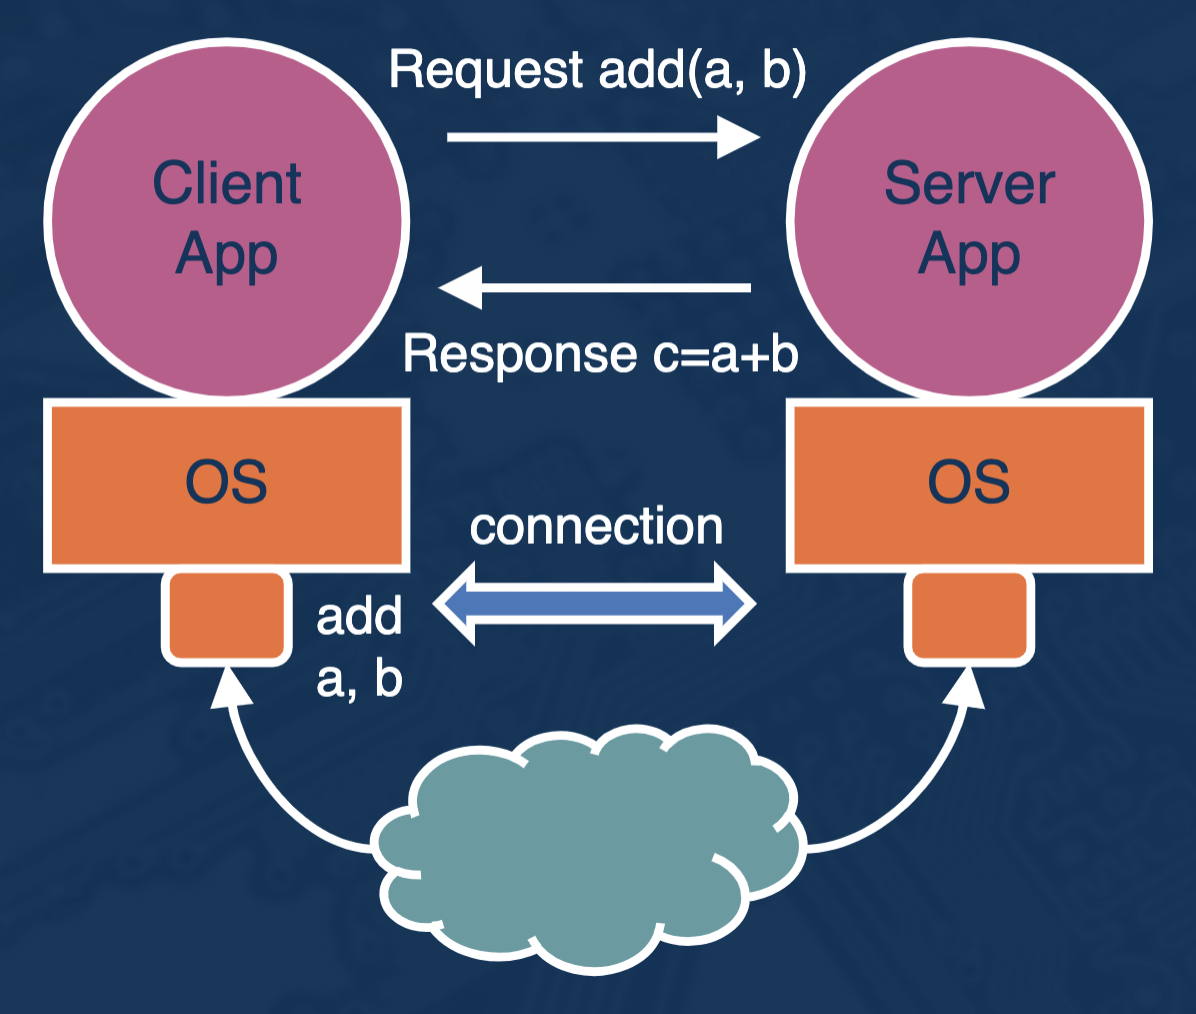 Request add(a, b)
Client
App
Server
App
Response c=a+b
OS
OS
connection
add
a, b